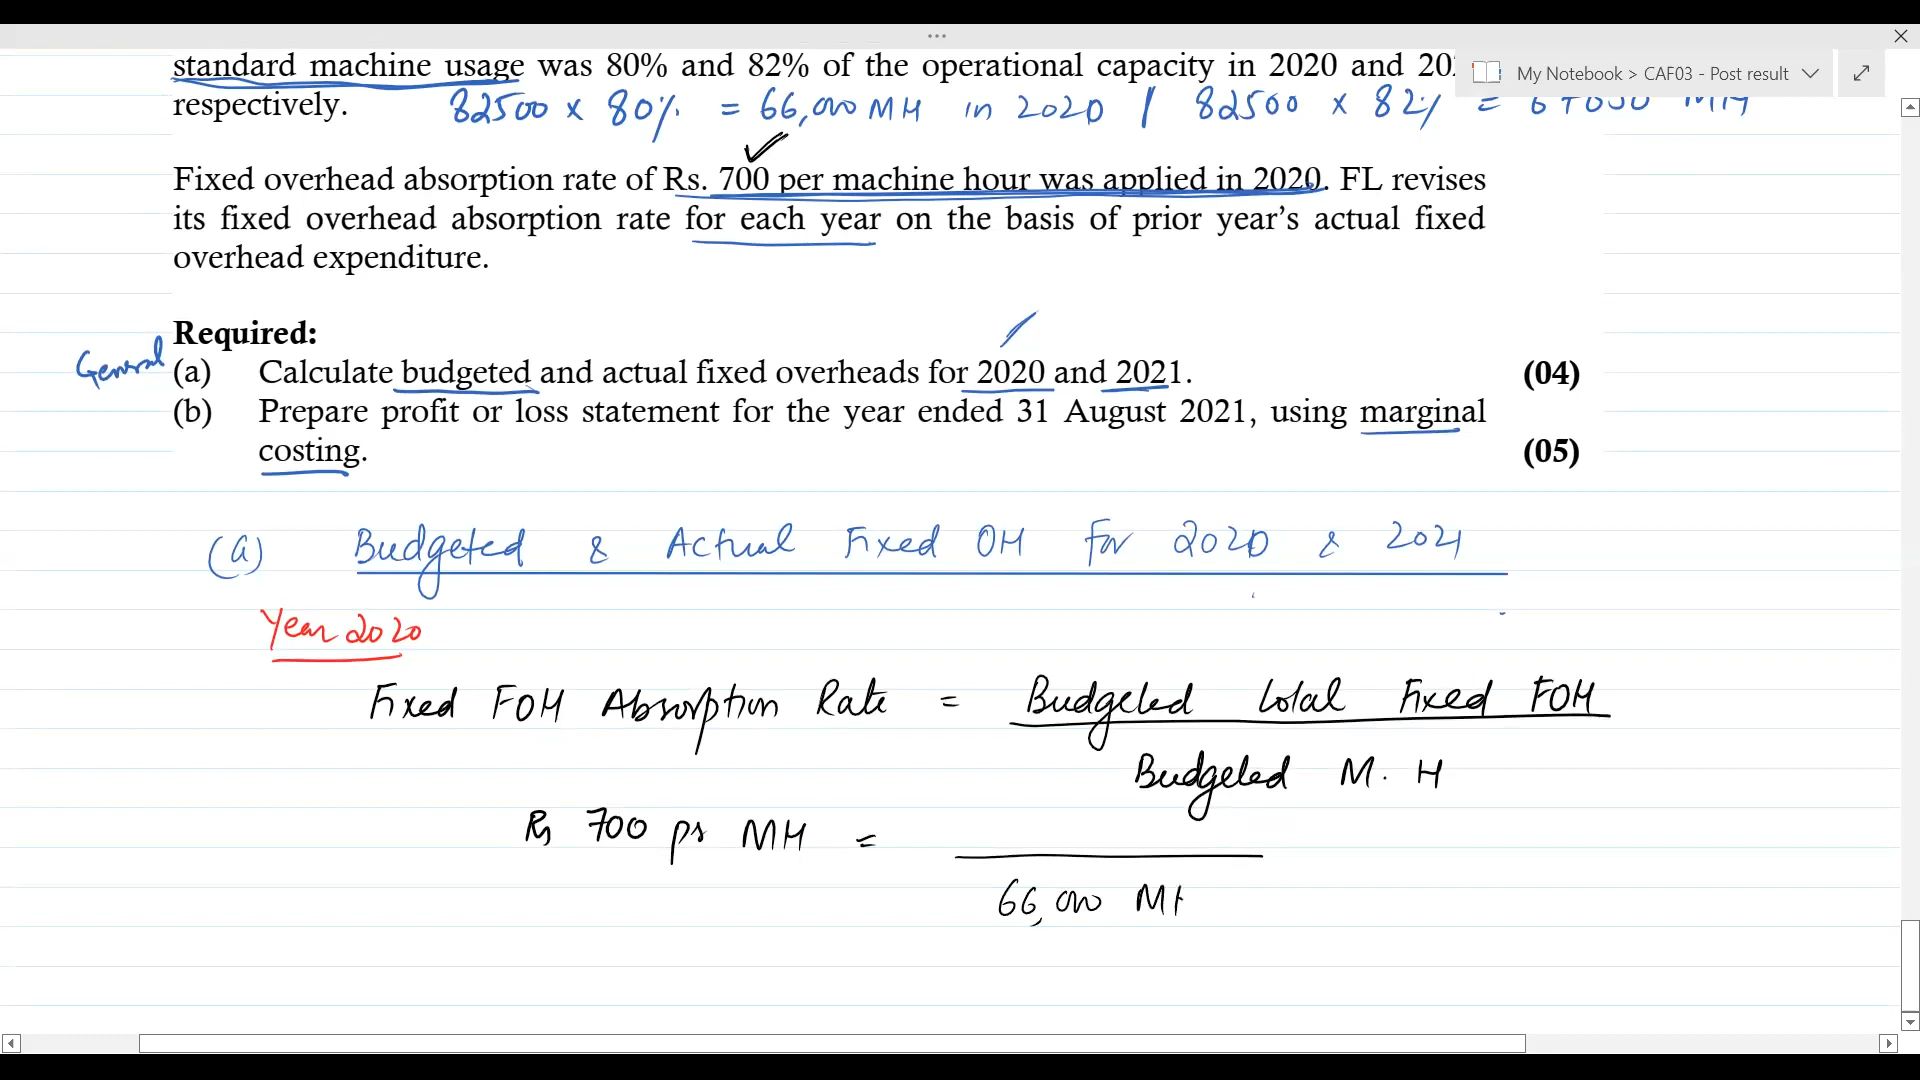 standard machine usage was 80% and 82% of the operational capacity in 2020 and
My Notebook > CAF03 - Post result
respectively.
82500 x 80% = 66,000 MH in 2020 / 82500 x 82% =
Fixed overhead absorption rate of Rs. 700 per machine hour was applied in 2020. FL revises
its fixed overhead absorption rate for each year on the basis of prior year’s actual fixed
overhead expenditure.
Required:
General
(a) Calculate budgeted and actual fixed overheads for 2020 and 2021. (04)
(b) Prepare profit or loss statement for the year ended 31 August 2021, using marginal
costing. (05)
(a) Budgeted & Actual Fixed OH for 2020 & 2021
Year 2020
Fixed FOH Absorption Rate = Budgeted total Fixed FOH
Budgeted M. H
Rs 700 per MH =
66,000